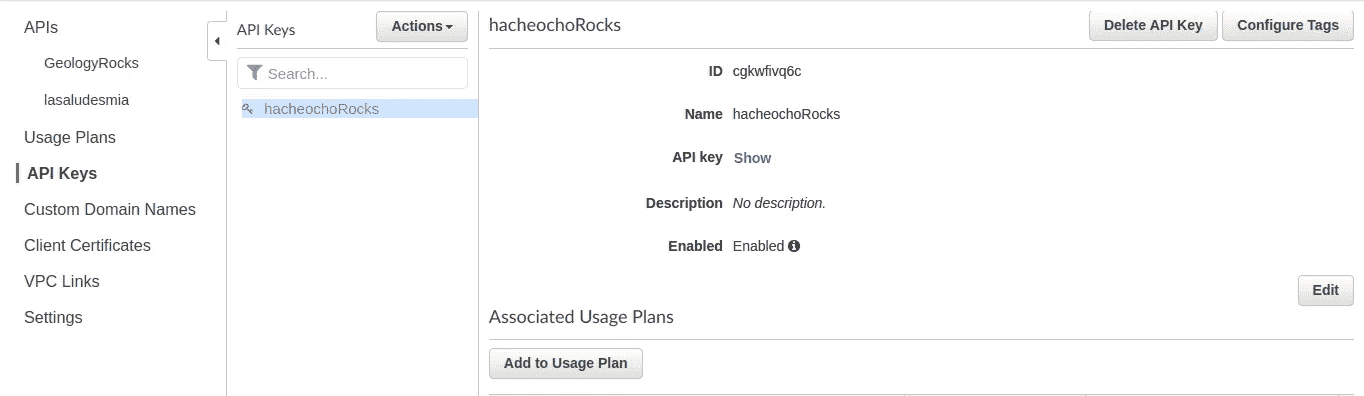 APIs
GeologyRocks
lasaludesmia
Usage Plans
API Keys
Custom Domain Names
Client Certificates
VPC Links
Settings
API Keys
Actions
Search...
hacheochoRocks
hacheochoRocks
Delete API Key
Configure Tags
ID cgkwfivq6c
Name hacheochoRocks
API key Show
Description No description.
Enabled Enabled
Edit
Associated Usage Plans
Add to Usage Plan